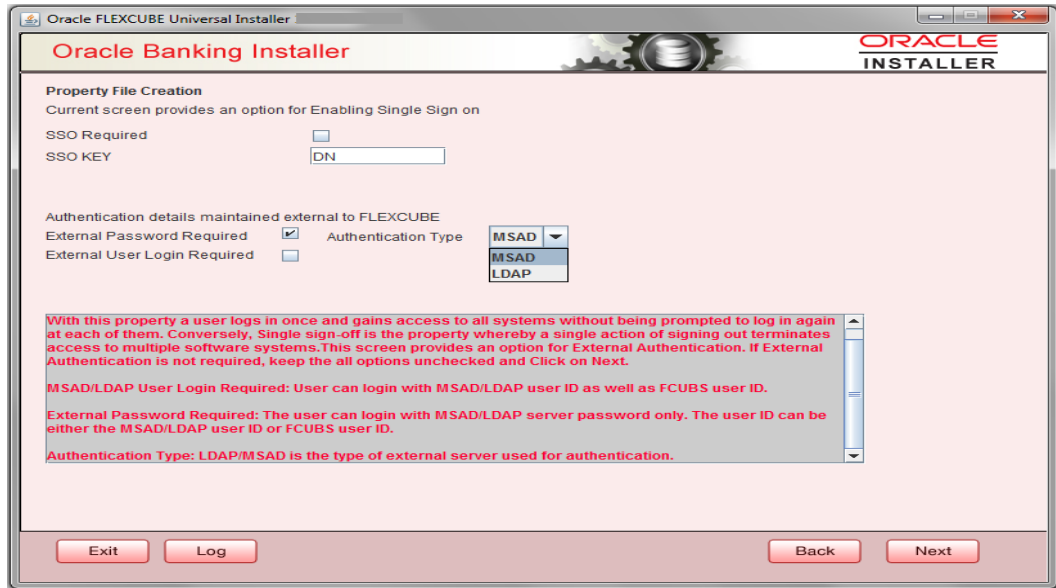 Oracle FLEXCUBE Universal Installer
Oracle Banking Installer
ORACLE
INSTALLER
Property File Creation
Current screen provides an option for Enabling Single Sign on
SSO Required
SSO KEY DN
Authentication details maintained external to FLEXCUBE
External Password Required Authentication Type MSAD
External User Login Required MSAD
LDAP
With this property a user logs in once and gains access to all systems without being prompted to log in again
at each of them. Conversely, Single sign-off is the property whereby a single action of signing out terminates
access to multiple software systems.This screen provides an option for External Authentication. If External
Authentication is not required, keep the all options unchecked and Click on Next.
MSAD/LDAP User Login Required: User can login with MSAD/LDAP user ID as well as FCUBS user ID.
External Password Required: The user can login with MSAD/LDAP server password only. The user ID can be
either the MSAD/LDAP user ID or FCUBS user ID.
Authentication Type: LDAP/MSAD is the type of external server used for authentication.
Exit Log Back Next